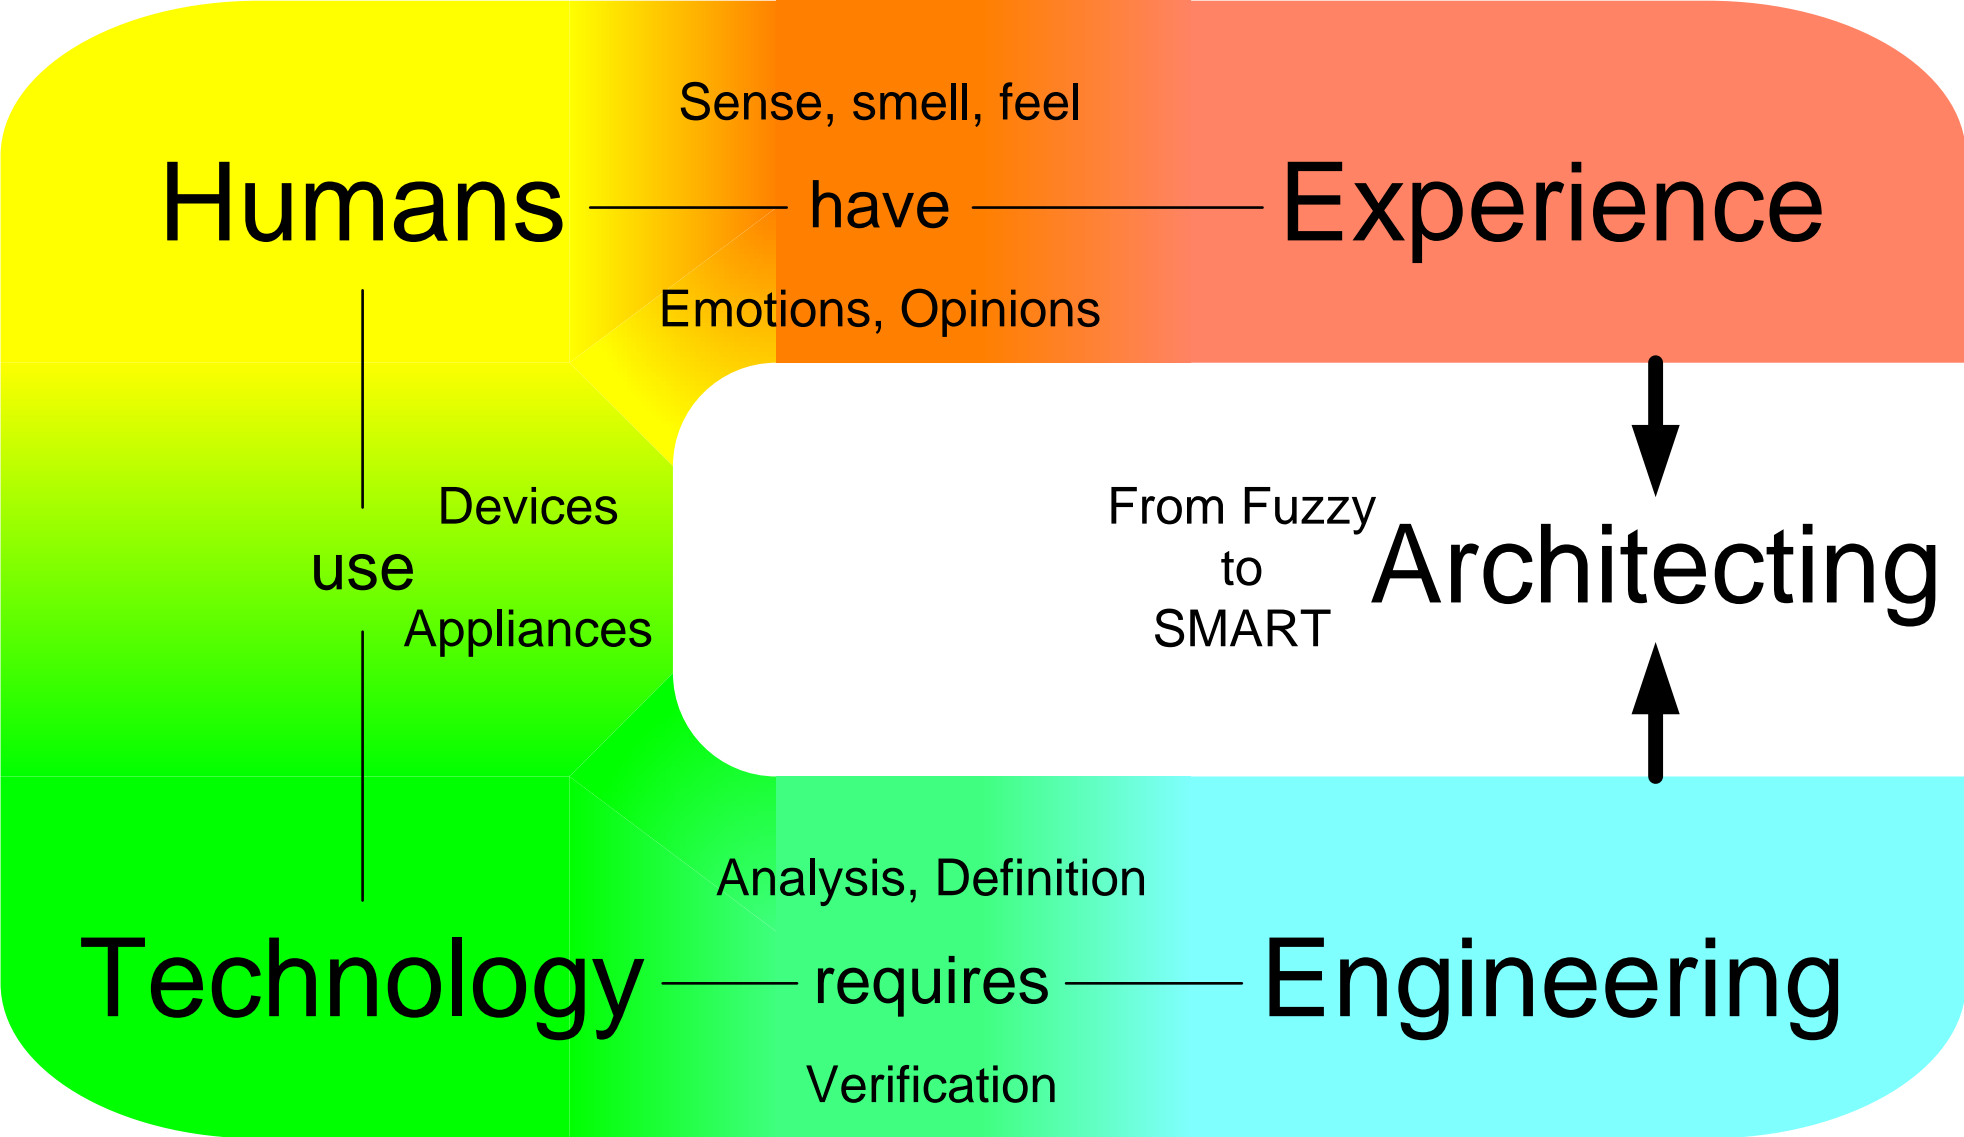 Sense, smell, feel
Humans have Experience
Emotions, Opinions
Devices
use
Appliances
From Fuzzy
to
SMART
Architecting
Analysis, Definition
Technology requires Engineering
Verification